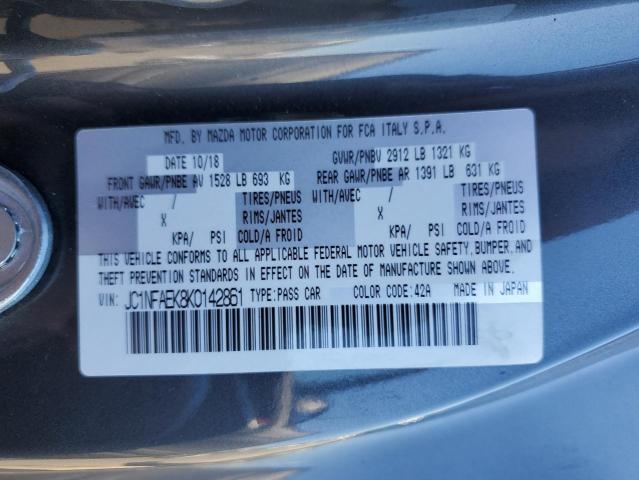 MFD. BY MAZDA MOTOR CORPORATION FOR FCA ITALY S.P.A.
DATE 10/18 GVWR/PNBV 2912 LB 1321 KG
FRONT GAWR/PNBE AV 1528 LB 693 KG REAR GAWR/PNBE AR 1391 LB 631 KG
WITH/AVEC / TIRES/PNEUS WITH/AVEC / TIRES/PNEUS
X RIMS/JANTES X RIMS/JANTES
KPA/ PSI COLD/A FROID KPA/ PSI COLD/A FROID
THIS VEHICLE CONFORMS TO ALL APPLICABLE FEDERAL MOTOR VEHICLE SAFETY, BUMPER, AND
THEFT PREVENTION STANDARDS IN EFFECT ON THE DATE OF MANUFACTURE SHOWN ABOVE.
VIN: JC1NFAEK8K0142861 TYPE:PASS CAR COLOR CODE:42A MADE IN JAPAN